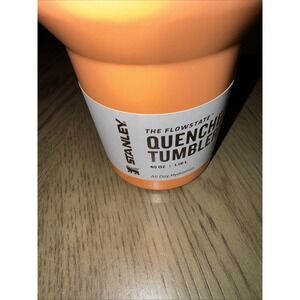 STANLEY
THE FLOWSTATE
QUENCHE
TUMBLE
40 OZ | 1.18 L
All Day Hydration